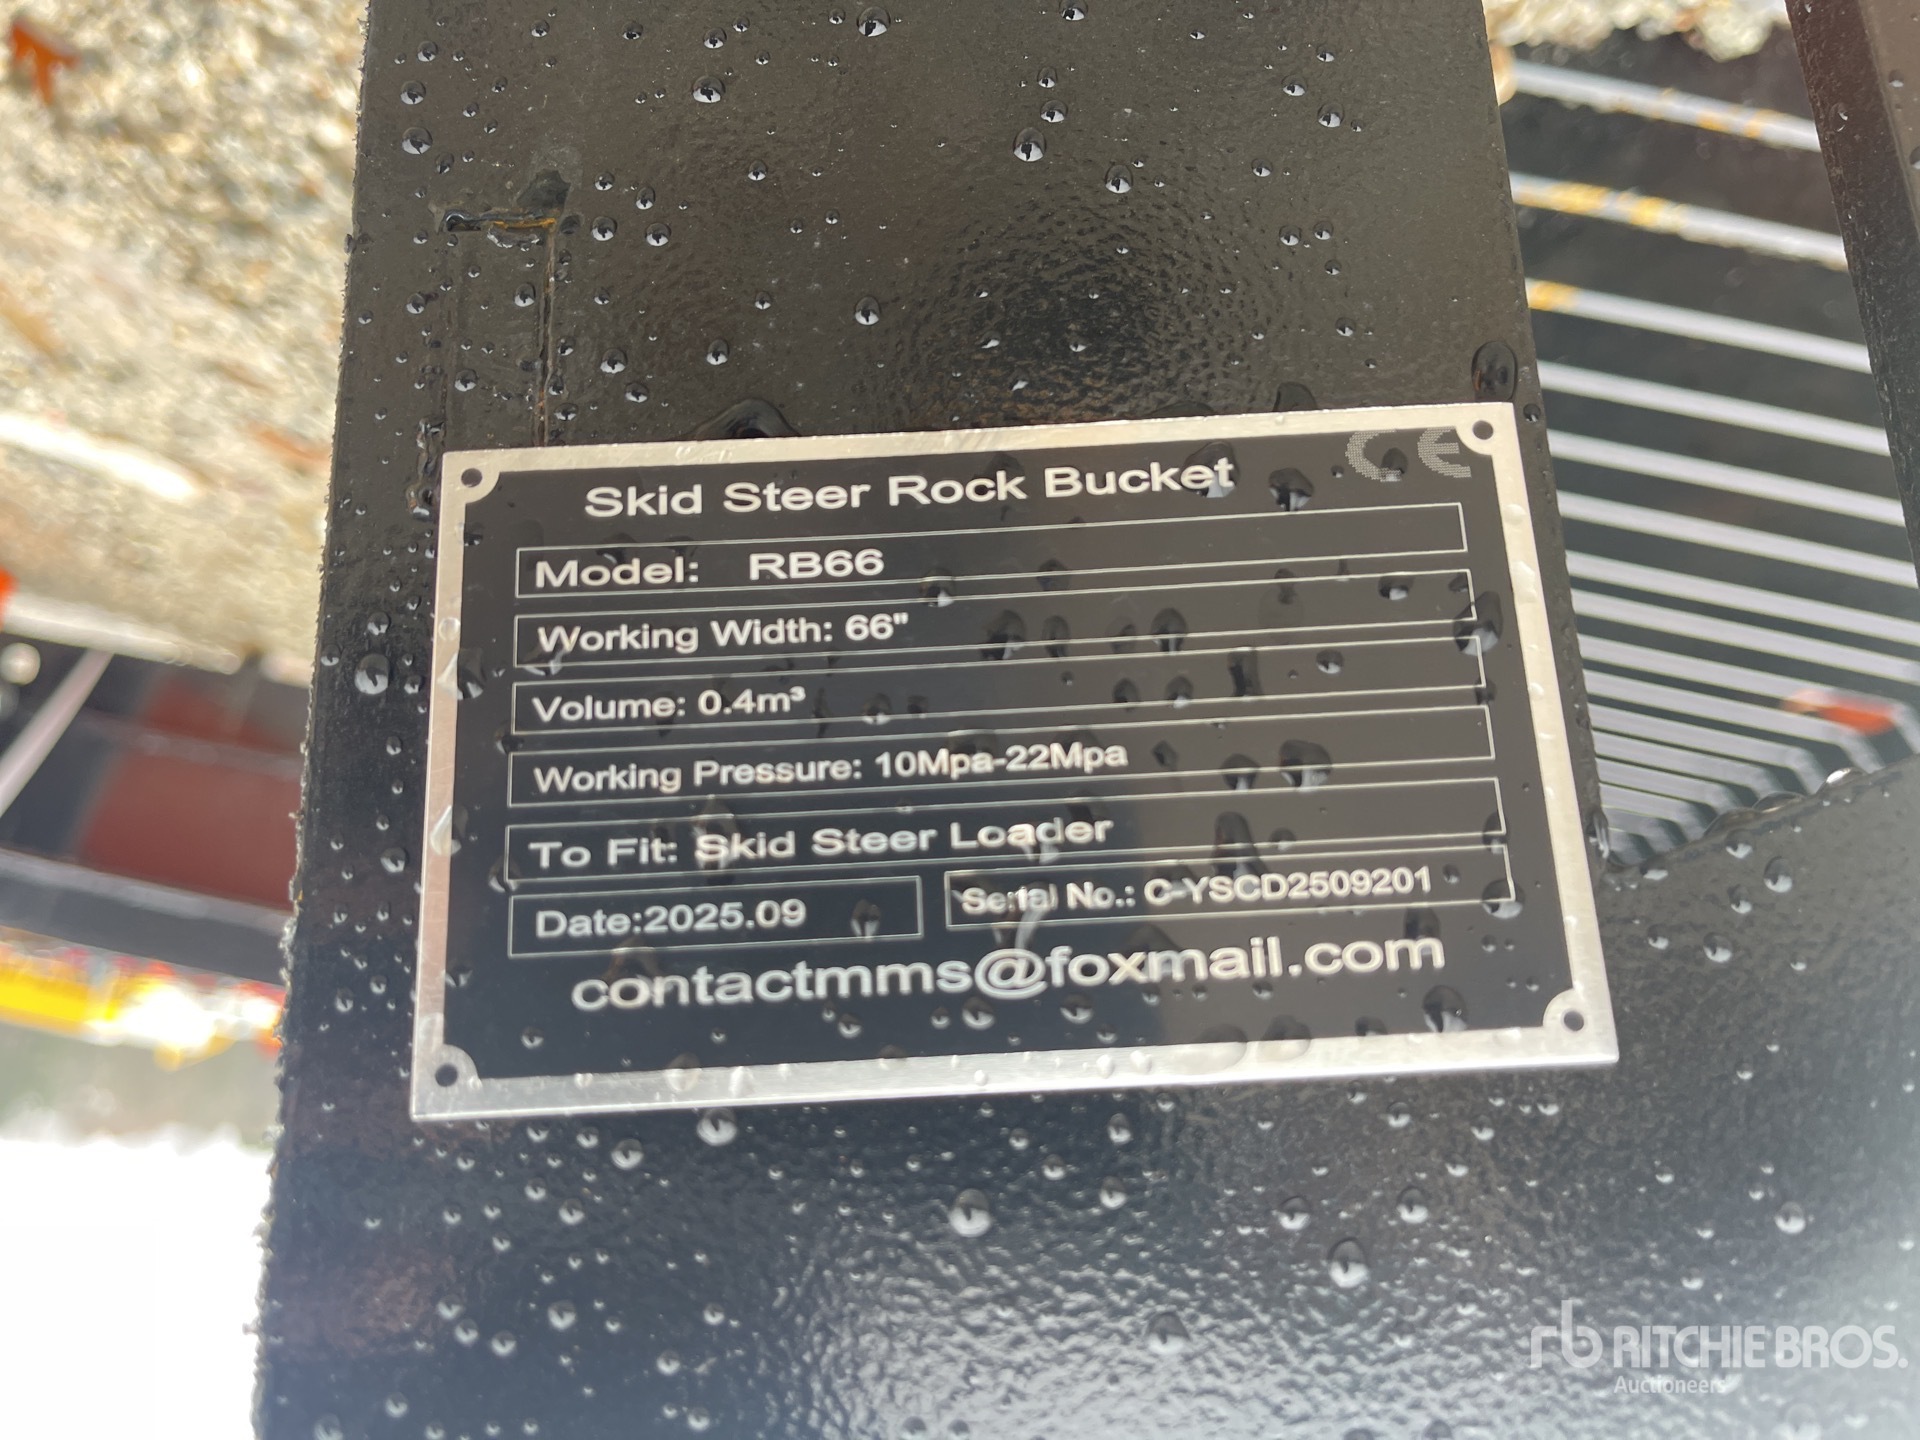 CE
Skid Steer Rock Bucket
Model: RB66
Working Width: 66"
Volume: 0.4m³
Working Pressure: 10Mpa-22Mpa
To Fit: Skid Steer Loader
Date:2025.09
Serial No.: C-YSCD2509201
contactmms@foxmail.com
rb RITCHIE BROS.
Auctioneers